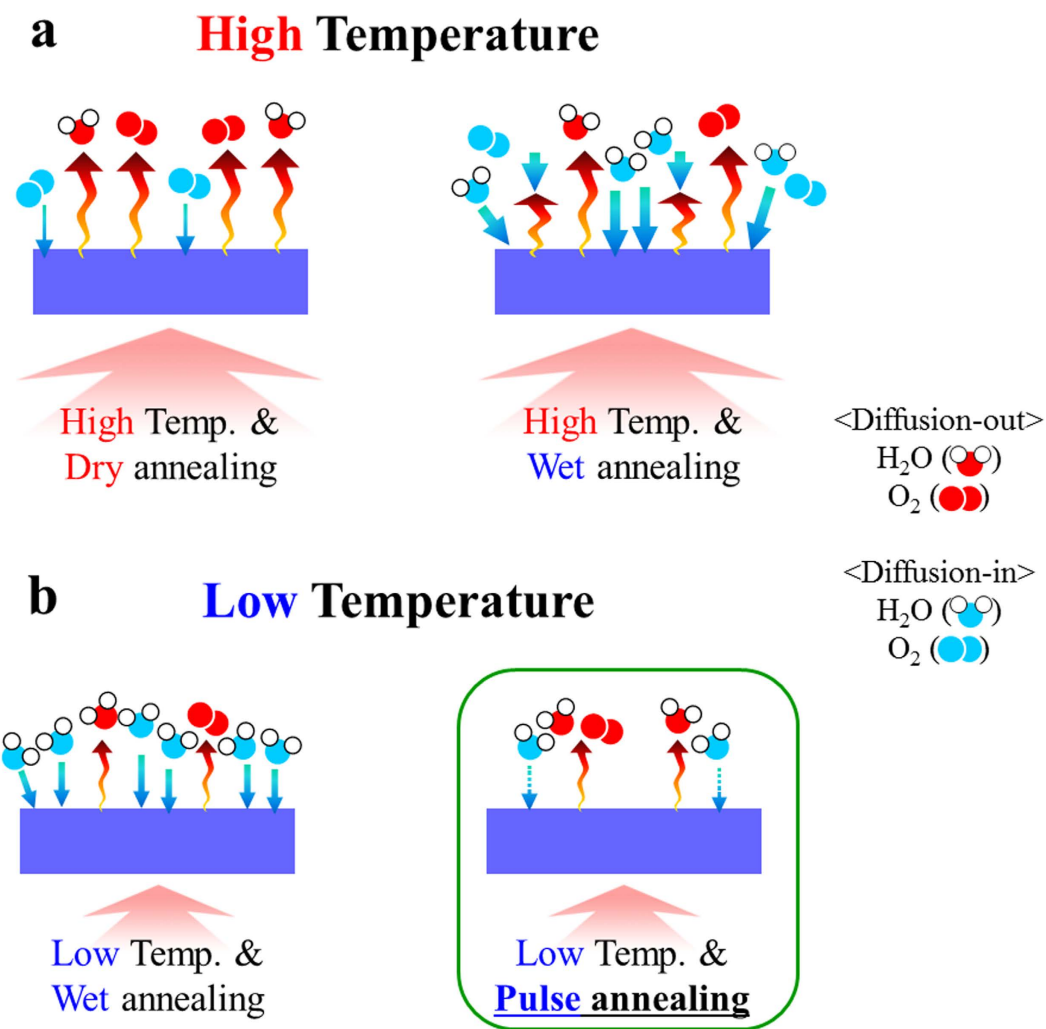 a High Temperature
High Temp. &
Dry annealing
High Temp. &
Wet annealing
<Diffusion-out>
H₂O ( )
O₂ ( )
<Diffusion-in>
H₂O ( )
O₂ ( )
b Low Temperature
Low Temp. &
Wet annealing
Low Temp. &
Pulse annealing